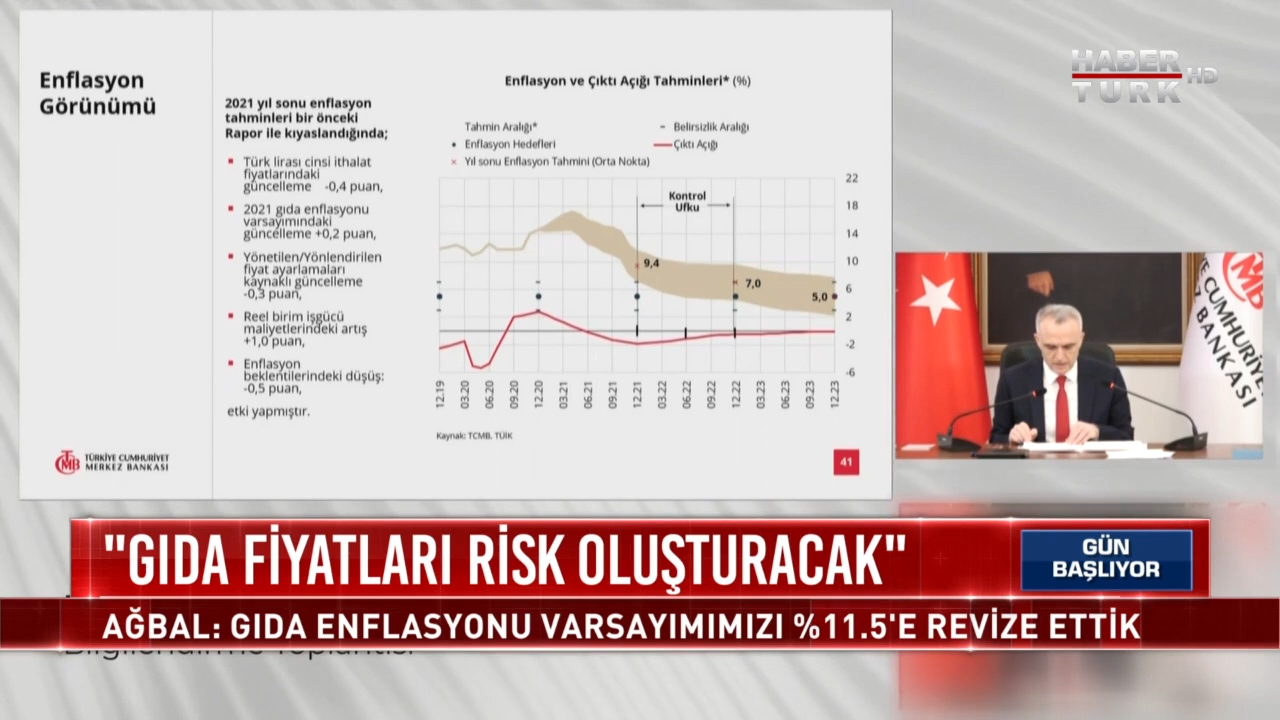 Enflasyon
Görünümü
2021 yıl sonu enflasyon
tahminleri bir önceki
Rapor ile kıyaslandığında;
Türk lirası cinsi ithalat
fiyatlarındaki
güncelleme -0,4 puan,
2021 gıda enflasyonu
varsayımındaki
güncelleme +0,2 puan,
Yönetilen/Yönlendirilen
fiyat ayarlamaları
kaynaklı güncelleme
-0,3 puan,
Reel birim işgücü
maliyetlerindeki artış
+1,0 puan,
Enflasyon
beklentilerindeki düşüş:
-0,5 puan,
etki yapmıştır.
TÜRKİYE CUMHURİYET
MERKEZ BANKASI
Enflasyon ve Çıktı Açığı Tahminleri* (%)
Tahmin Aralığı*
Belirsizlik Aralığı
Enflasyon Hedefleri
Çıktı Açığı
Yıl sonu Enflasyon Tahmini (Orta Nokta)
Kontrol
Ufku
9,4
7,0
5,0
22
18
14
10
6
2
-2
-6
12.19
03.20
06.20
09.20
12.20
03.21
06.21
09.21
12.21
03.22
06.22
09.22
12.22
03.23
06.23
09.23
12.23
Kaynak: TCMB, TÜİK
41
HABER
TURK
HD
CUMHURİYE
BANKASI
"GIDA FİYATLARI RİSK OLUŞTURACAK"
GÜN
BAŞLIYOR
AĞBAL: GIDA ENFLASYONU VARSAYIMIMIZI %11.5'E REVİZE ETTİK